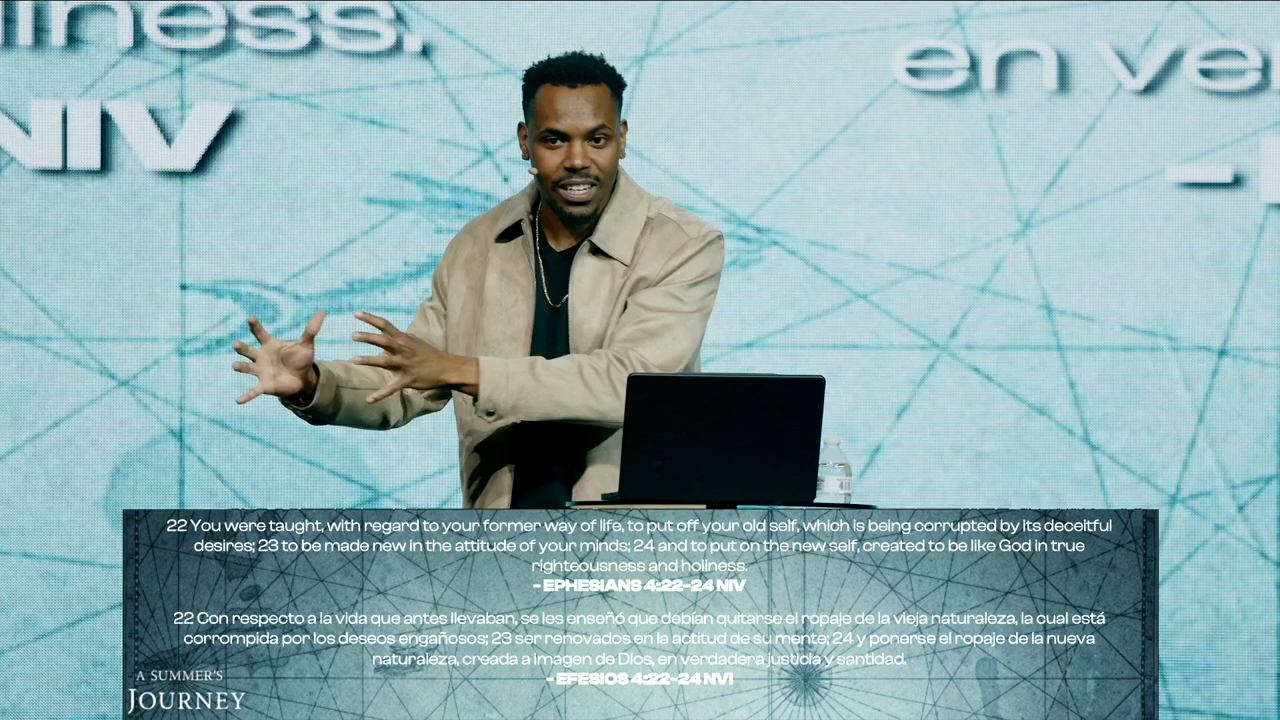 iness.
NIV
en ve
22 You were taught, with regard to your former way of life, to put off your old self, which is being corrupted by its deceitful
desires; 23 to be made new in the attitude of your minds; 24 and to put on the new self, created to be like God in true
righteousness and holiness.
- EPHESIANS 4:22-24 NIV
22 Con respecto a la vida que antes llevaban, se les enseñó que debían quitarse el ropaje de la vieja naturaleza, la cual está
corrompida por los deseos engañosos; 23 ser renovados en la actitud de su mente; 24 y ponerse el ropaje de la nueva
naturaleza, creada a imagen de Dios, en verdadera justicia y santidad.
- EFESIOS 4:22-24 NVI
A SUMMER'S
JOURNEY